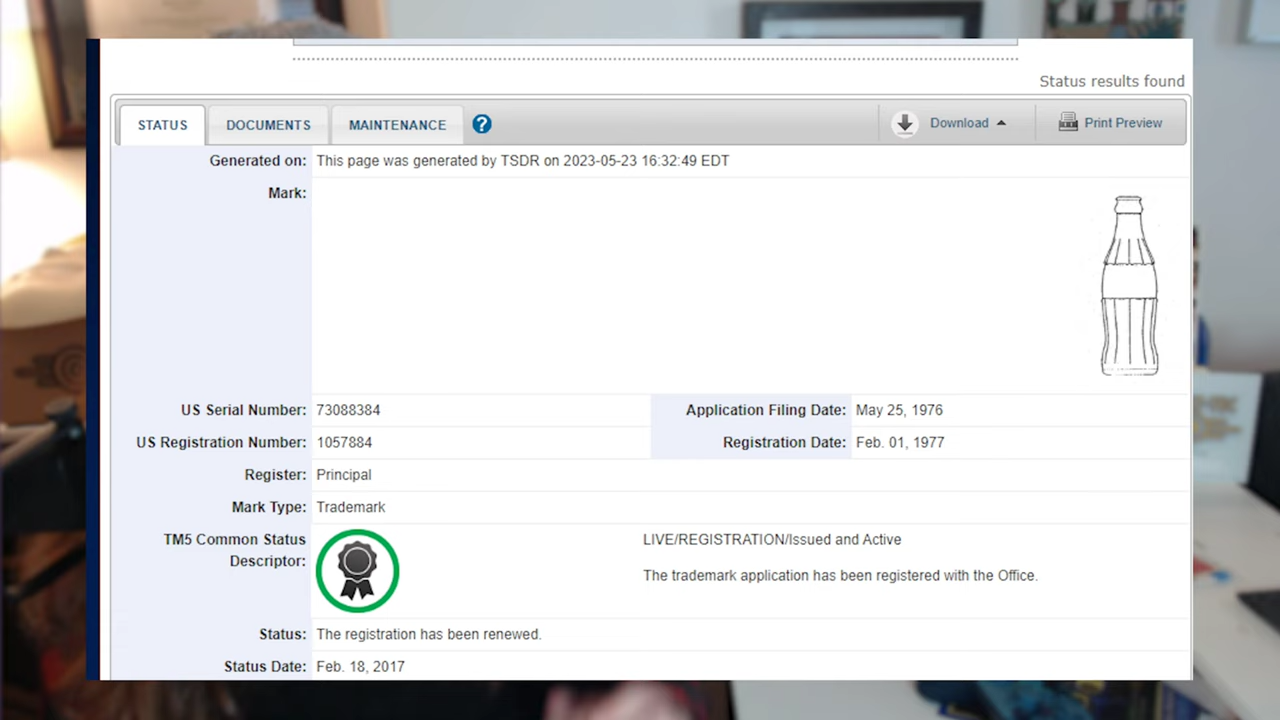 Status results found
STATUS DOCUMENTS MAINTENANCE ? Download Print Preview
Generated on: This page was generated by TSDR on 2023-05-23 16:32:49 EDT
Mark:
US Serial Number: 73088384 Application Filing Date: May 25, 1976
US Registration Number: 1057884 Registration Date: Feb. 01, 1977
Register: Principal
Mark Type: Trademark
TM5 Common Status Descriptor: LIVE/REGISTRATION/Issued and Active
The trademark application has been registered with the Office.
Status: The registration has been renewed.
Status Date: Feb. 18, 2017